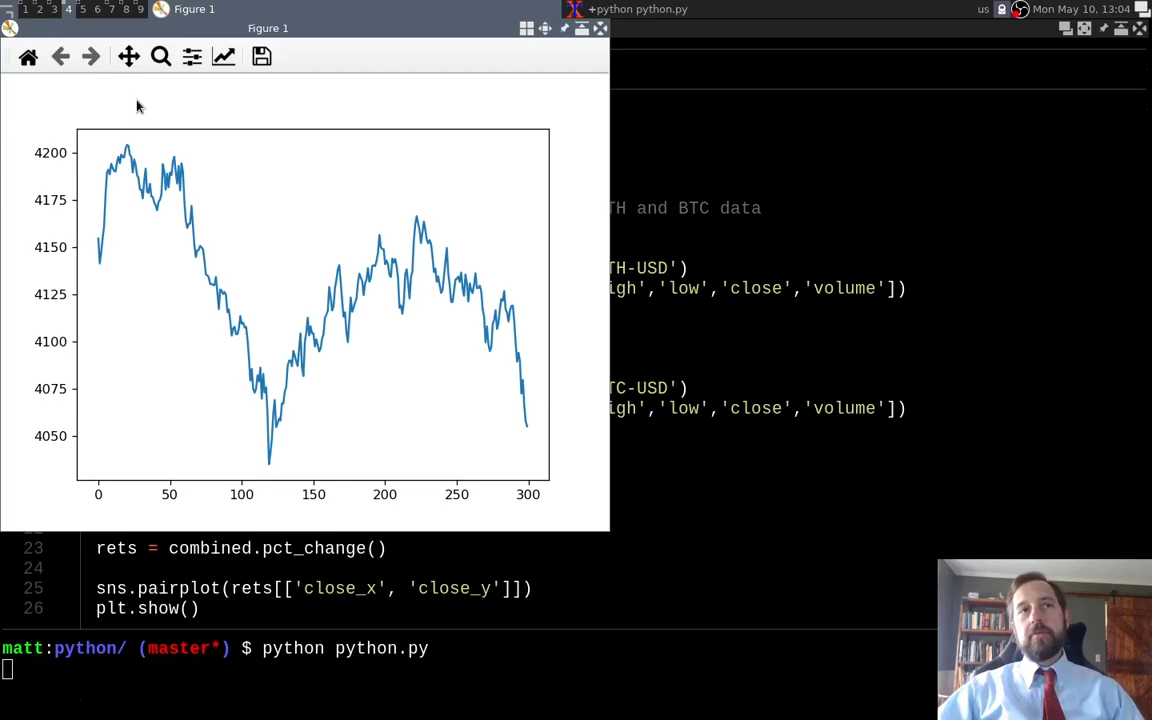 1 2 3 4 5 6 7 8 9 Figure 1 +python python.py us Mon May 10, 13:04
Figure 1
4200
4175
4150
4125
4100
4075
4050
0 50 100 150 200 250 300
TH and BTC data
TH-USD')
igh','low','close','volume'])
TC-USD')
igh','low','close','volume'])
23 rets = combined.pct_change()
24
25 sns.pairplot(rets[['close_x', 'close_y']])
26 plt.show()
matt:python/ (master*) $ python python.py